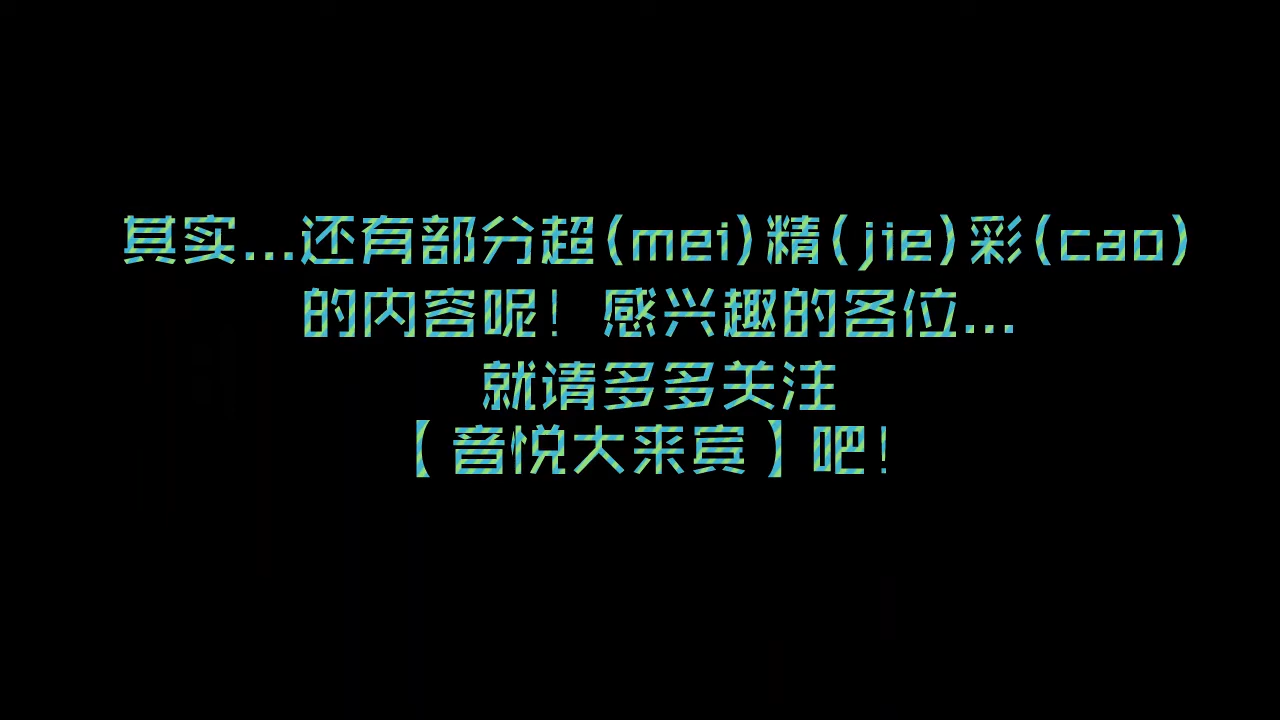 其实...还有部分超(mei)精(jie)彩(cao)
的内容呢！感兴趣的各位...
就请多多关注
【音悦大来宾】吧！